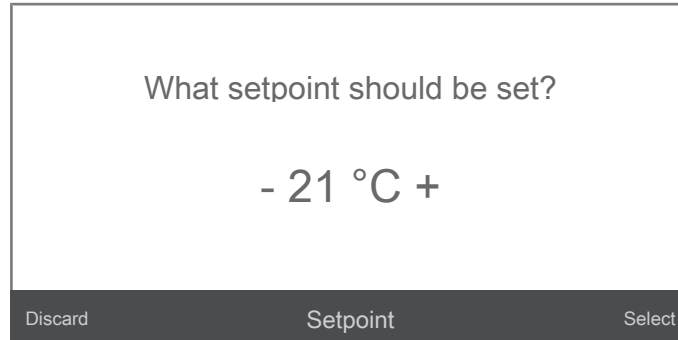 What setpoint should be set?
- 21 °C +
Discard Setpoint Select